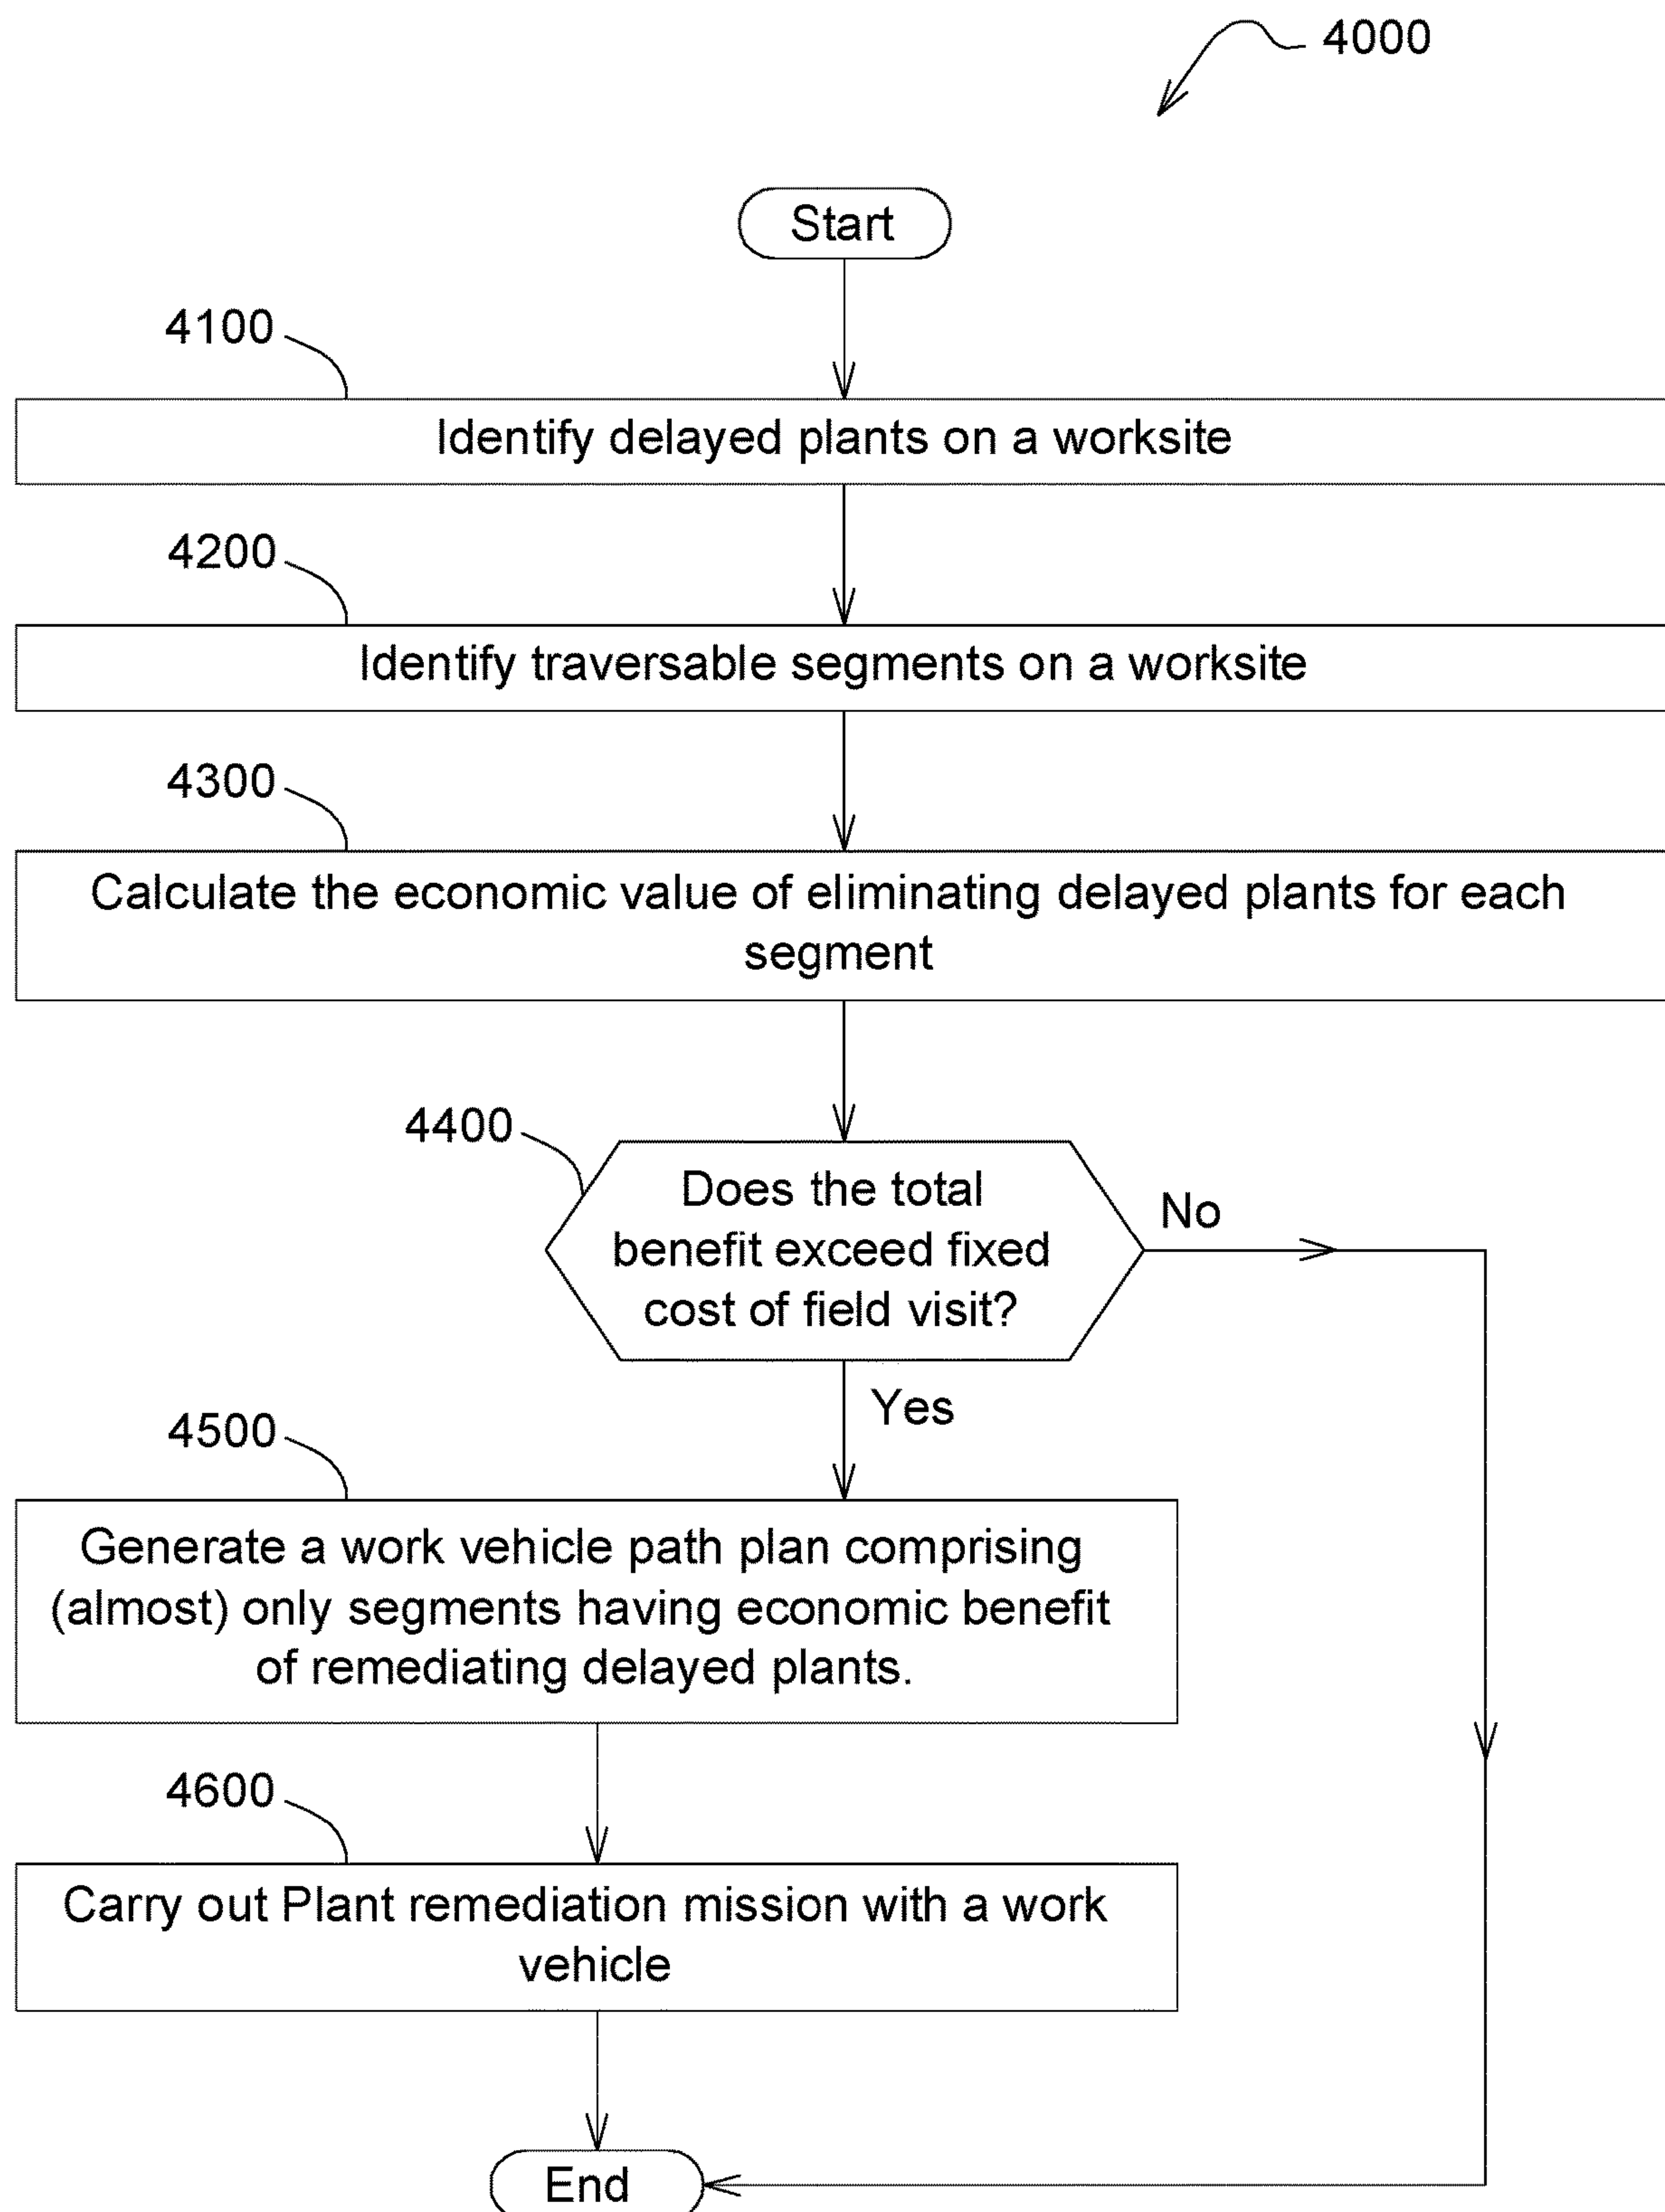 4000
Start
4100
Identify delayed plants on a worksite
4200
Identify traversable segments on a worksite
4300
Calculate the economic value of eliminating delayed plants for each
segment
4400
Does the total
benefit exceed fixed
cost of field visit?
No
Yes
4500
Generate a work vehicle path plan comprising
(almost) only segments having economic benefit
of remediating delayed plants.
4600
Carry out Plant remediation mission with a work
vehicle
End